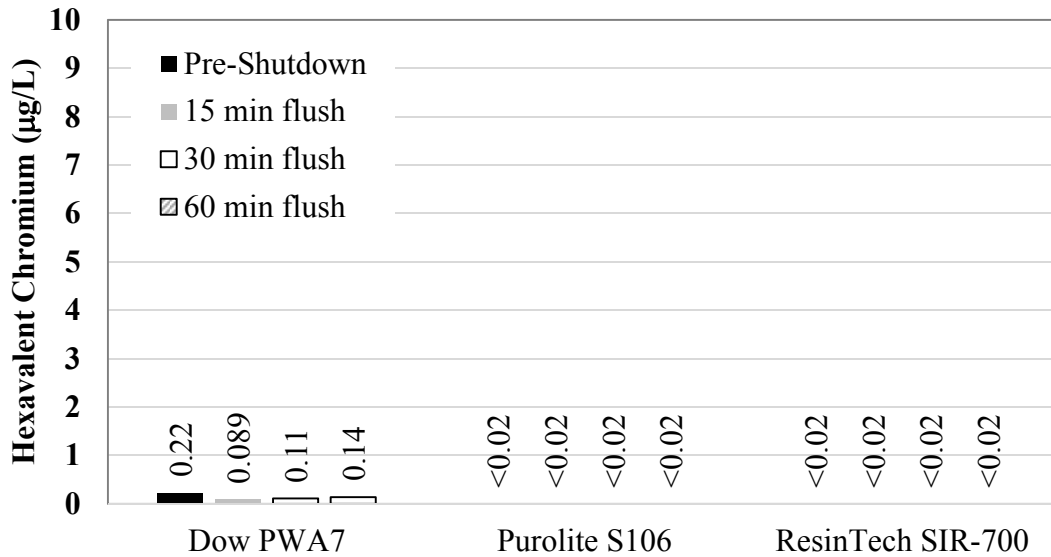 Hexavalent Chromium (µg/L)
10
9
8
7
6
5
4
3
2
1
0
Pre-Shutdown
15 min flush
30 min flush
60 min flush
0.22
0.089
0.11
0.14
<0.02
<0.02
<0.02
<0.02
<0.02
<0.02
<0.02
<0.02
Dow PWA7
Purolite S106
ResinTech SIR-700